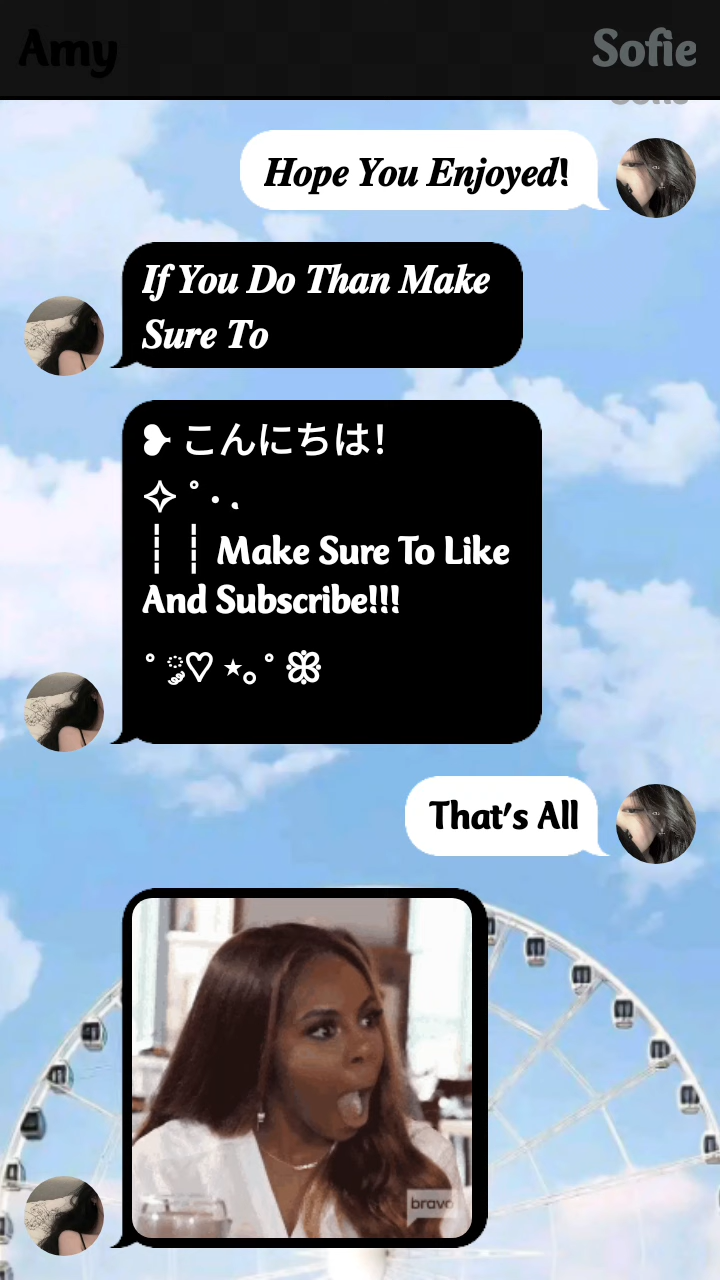 Amy
Sofie
Hope You Enjoyed!
If You Do Than Make
Sure To
❥ こんにちは!
✧ ˚ · .
┊ ┊ Make Sure To Like
And Subscribe!!!
˚ ༘♡ ⋆｡˚ ꕤ
That's All
bravo